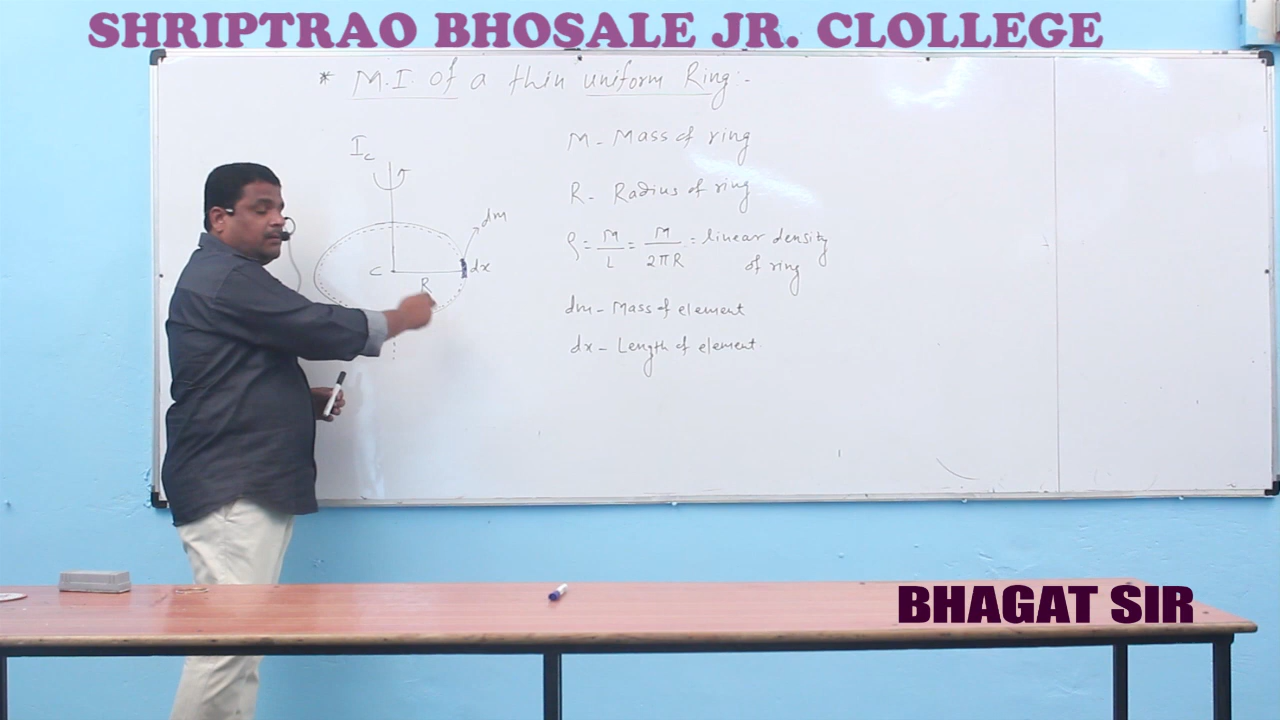 SHRIPTRAO BHOSALE JR. CLOLLEGE
* M.I. of a thin uniform Ring:-
I_c
dm
C
R
dx
M - Mass of ring
R - Radius of ring
ρ = M/L = M/2πR = linear density
of ring
dm - Mass of element
dx - Length of element.
BHAGAT SIR